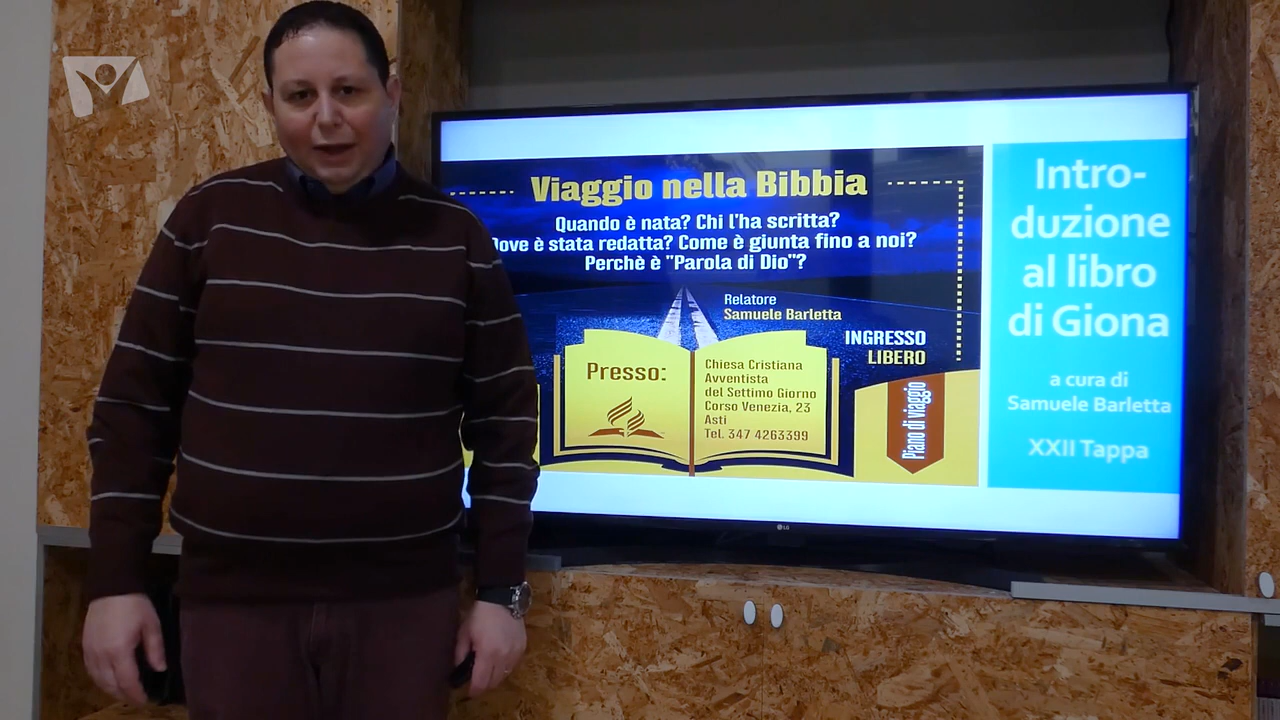 Viaggio nella Bibbia
Quando è nata? Chi l'ha scritta?
Dove è stata redatta? Come è giunta fino a noi?
Perchè è "Parola di Dio"?
Relatore
Samuele Barletta
INGRESSO
LIBERO
Presso:
Chiesa Cristiana
Avventista
del Settimo Giorno
Corso Venezia, 23
Asti
Tel. 347 4263399
Piano di viaggio
Intro-
duzione
al libro
di Giona
a cura di
Samuele Barletta
XXII Tappa
LG